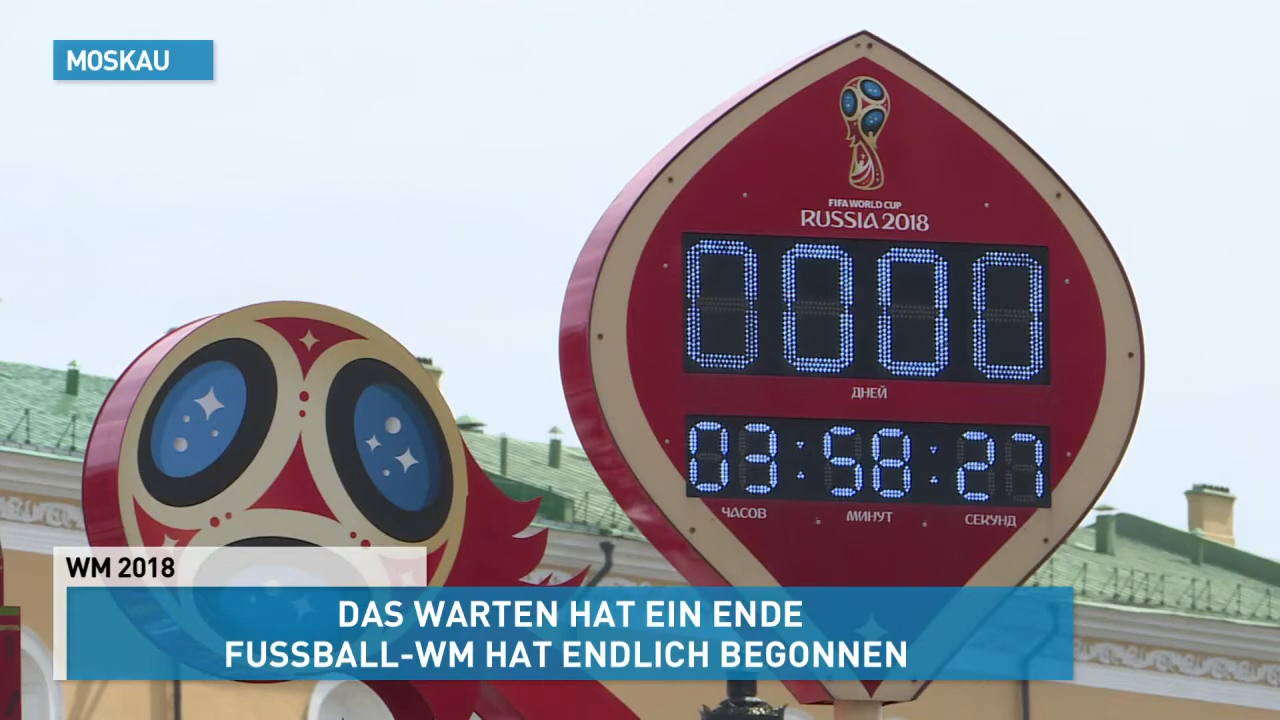 MOSKAU
FIFA WORLD CUP
RUSSIA 2018
0000
ДНЕЙ
03:58:27
ЧАСОВ МИНУТ СЕКУНД
WM 2018
DAS WARTEN HAT EIN ENDE
FUSSBALL-WM HAT ENDLICH BEGONNEN